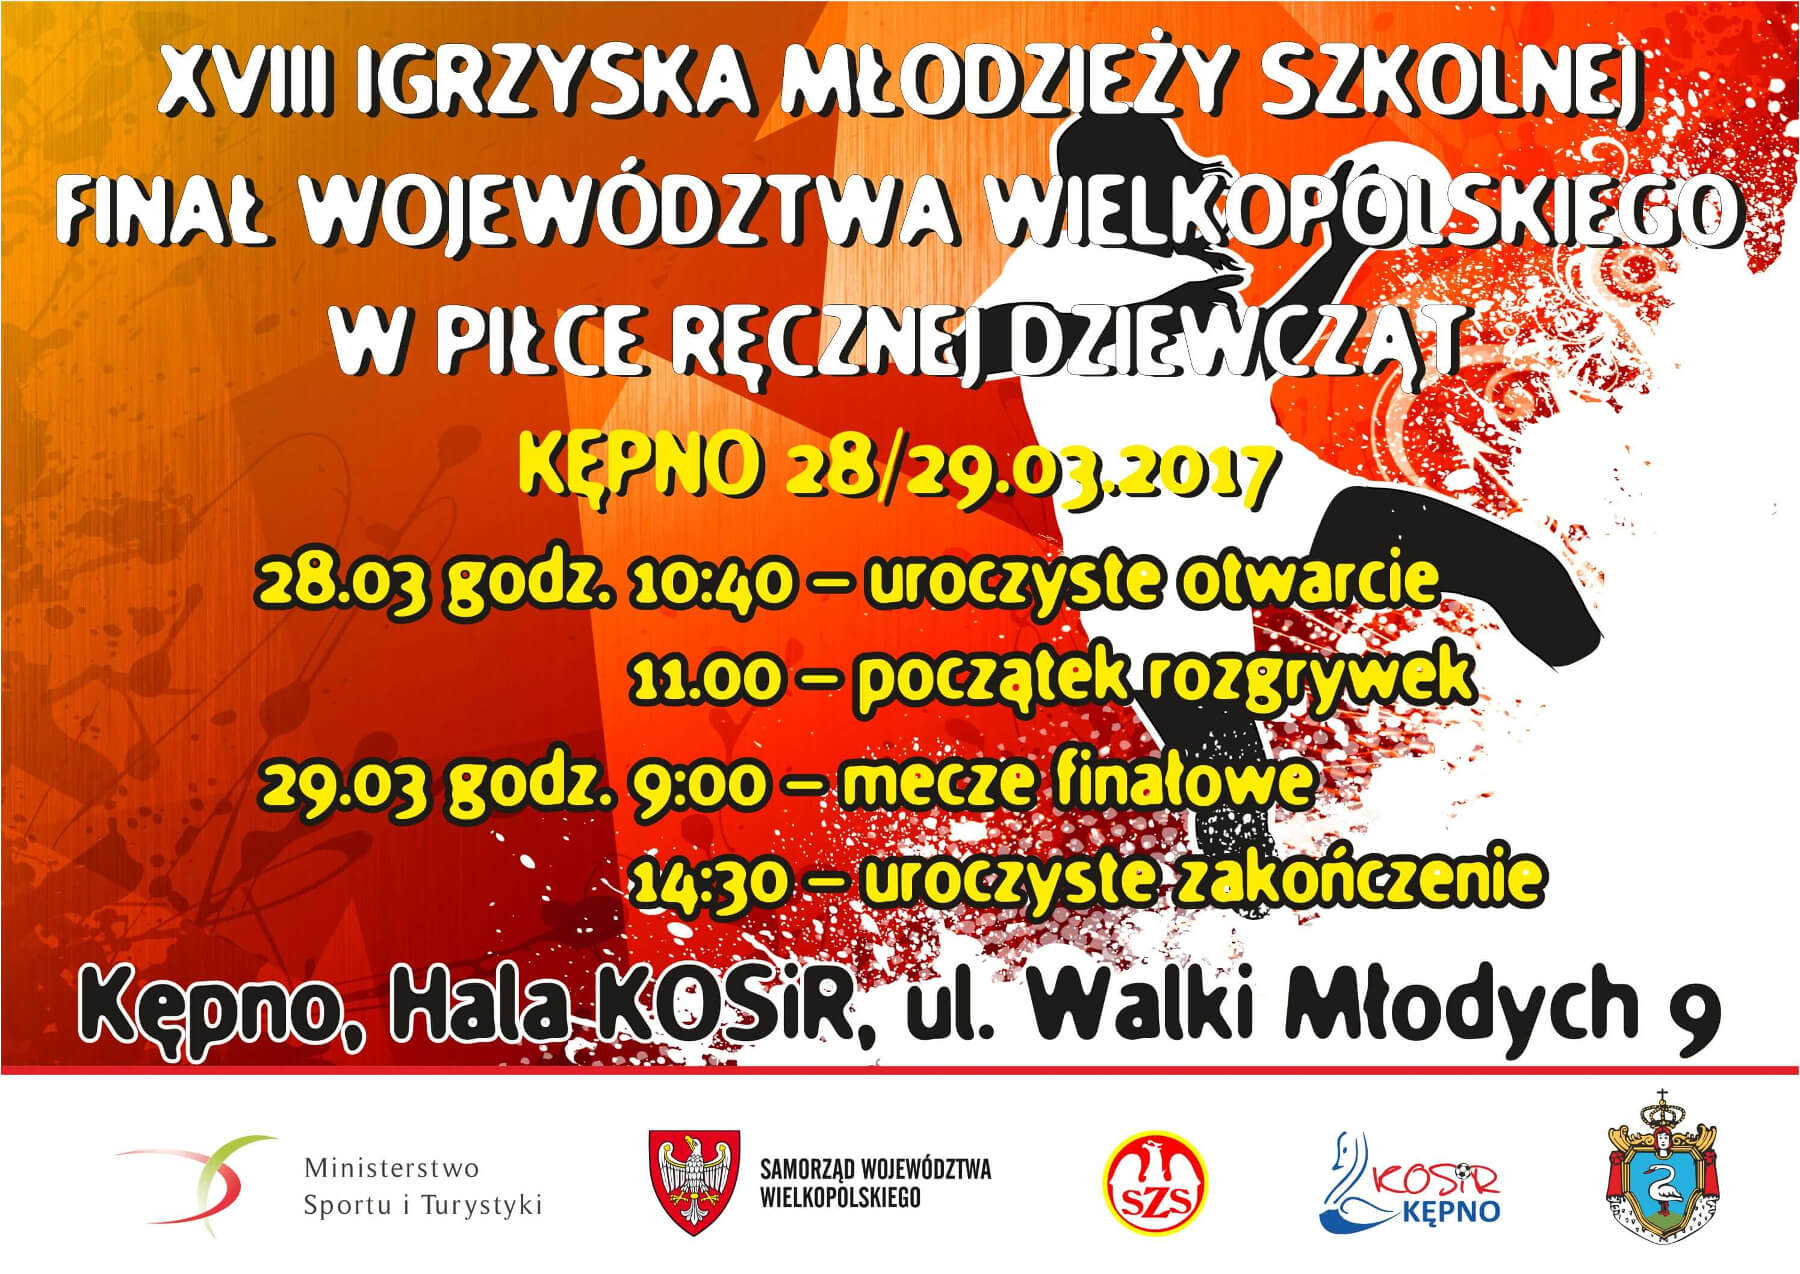 XVIII IGRZYSKA MŁODZIEŻY SZKOLNEJ
FINAŁ WOJEWÓDZTWA WIELKOPOLSKIEGO
W PIŁCE RĘCZNEJ DZIEWCZĄT
KĘPNO 28/29.03.2017
28.03 godz. 10:40 – uroczyste otwarcie
11.00 – początek rozgrywek
29.03 godz. 9:00 – mecze finałowe
14:30 – uroczyste zakończenie
Kępno, Hala KOSiR, ul. Walki Młodych 9
Ministerstwo
Sportu i Turystyki
SAMORZĄD WOJEWÓDZTWA
WIELKOPOLSKIEGO
SZS
KOSiR
KĘPNO